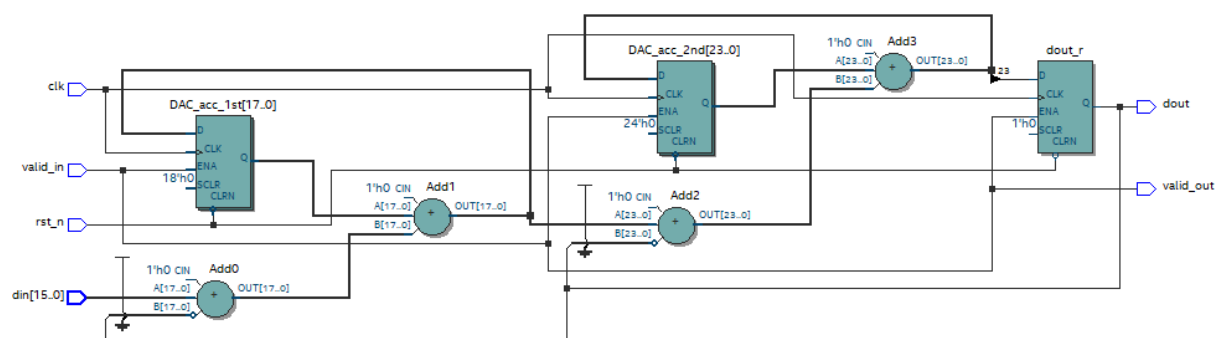 clk
valid_in
rst_n
din[15..0]
DAC_acc_1st[17..0]
D
CLK
ENA
18'h0
SCLR
CLRN
Q
1'h0 CIN
Add0
A[17..0]
B[17..0]
+
OUT[17..0]
1'h0 CIN
Add1
A[17..0]
B[17..0]
+
OUT[17..0]
DAC_acc_2nd[23..0]
D
CLK
ENA
24'h0
SCLR
CLRN
Q
1'h0 CIN
Add2
A[23..0]
B[23..0]
+
OUT[23..0]
1'h0 CIN
Add3
A[23..0]
B[23..0]
+
OUT[23..0]
23
dout_r
D
CLK
ENA
1'h0
SCLR
CLRN
Q
dout
valid_out